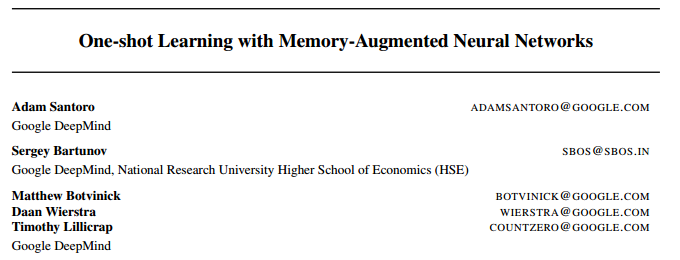 One-shot Learning with Memory-Augmented Neural Networks
Adam Santoro ADAMSANTORO@GOOGLE.COM
Google DeepMind
Sergey Bartunov SBOS@SBOS.IN
Google DeepMind, National Research University Higher School of Economics (HSE)
Matthew Botvinick BOTVINICK@GOOGLE.COM
Daan Wierstra WIERSTRA@GOOGLE.COM
Timothy Lillicrap COUNTZERO@GOOGLE.COM
Google DeepMind